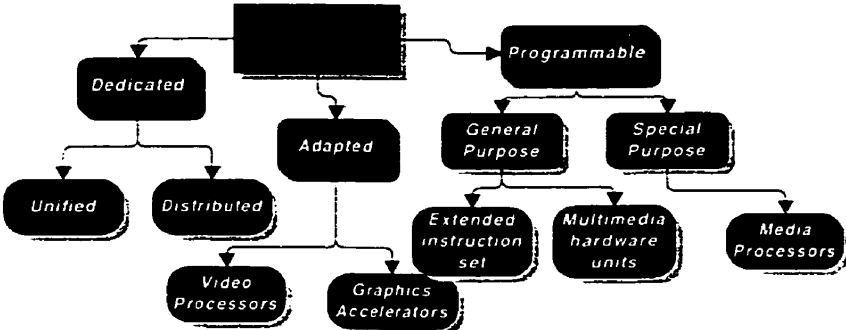 Programmable
Dedicated
General
Purpose
Special
Purpose
Adapted
Unified
Distributed
Extended
instruction
set
Multimedia
hardware
units
Media
Processors
Video
Processors
Graphics
Accelerators